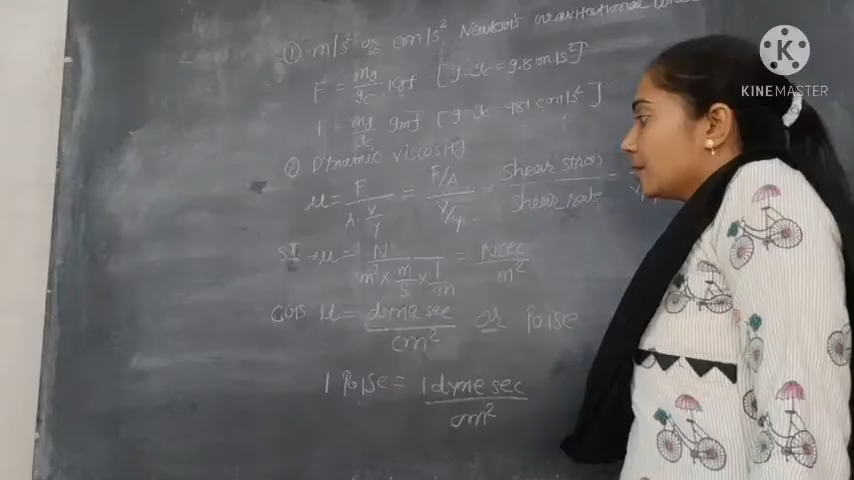 ① m/s² or cm/s² Newton's gravitational
F = mg/gc kgf [g=gc = 9.8 m/s²]
F = mg/gc gmf [g=gc = 981 cm/s²]
② Dynamic viscosity
μ = F/(A. V/Y) = (F/A)/(V/Y) = shear stress/shear rate =
SI → μ = N/(m² × m/s × 1/m) = N sec/m²
CGS μ = dyne sec/cm² or Poise
1 Poise = 1 dyne sec/cm²
K
KINEMASTER